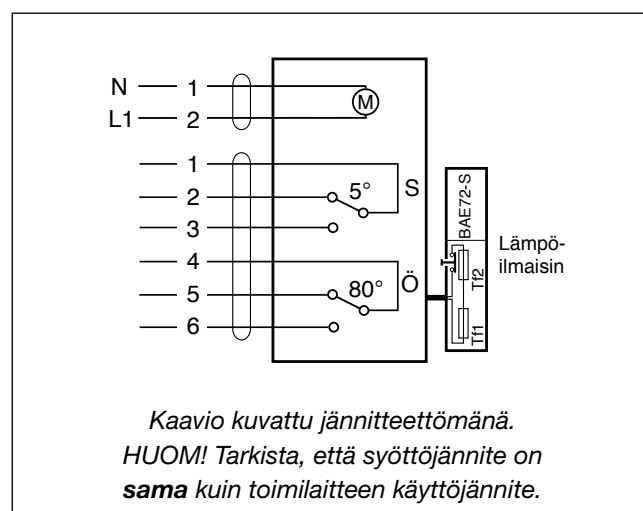 N 1
L1 2
M
1
2 5° S
3
4
5 80° Ö
6
BAE72-S
Tf2
Tf1
Lämpö-
ilmaisin
Kaavio kuvattu jännitteettömänä.
HUOM! Tarkista, että syöttöjännite on
sama kuin toimilaitteen käyttöjännite.